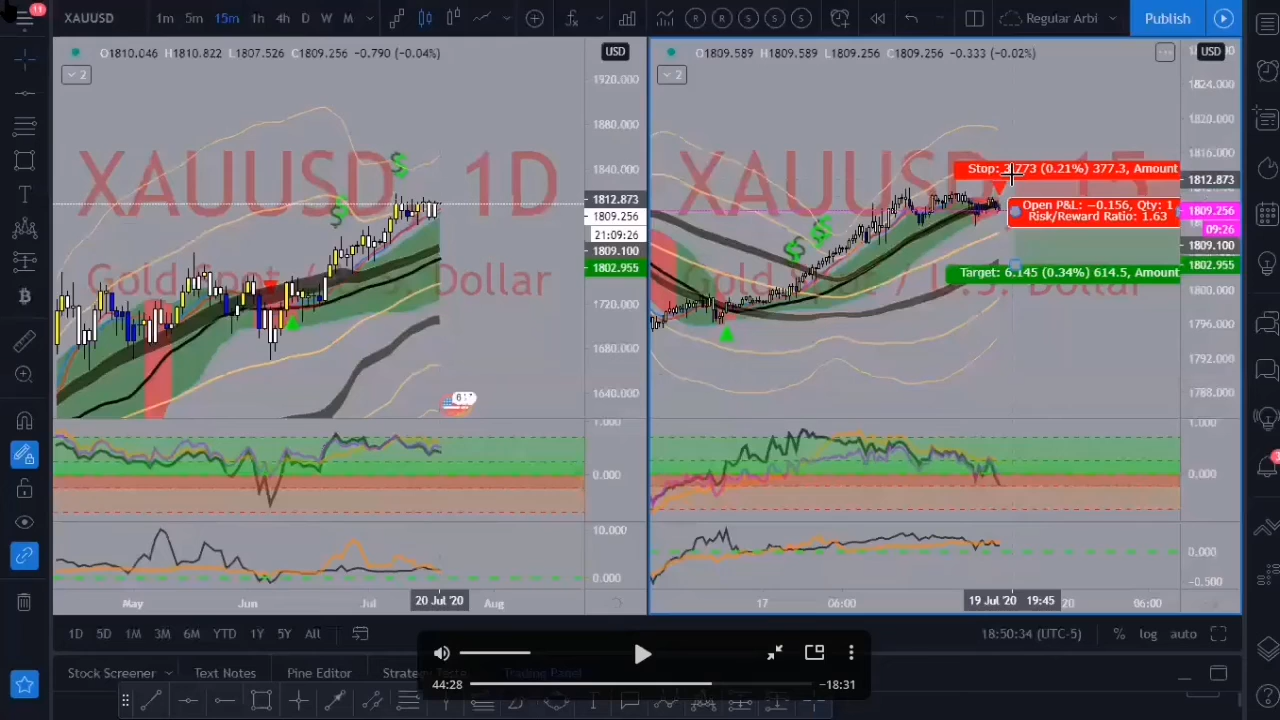 11
XAUUSD 1m 5m 15m 1h 4h D W M R R S S S Regular Arbi Publish
O1810.046 H1810.822 L1807.526 C1809.256 −0.790 (−0.04%) USD
2
1920.000
1880.000
1840.000
1812.873
1809.256
21:09:26
1809.100
1802.955
1720.000
1680.000
1640.000
XAUUSD 1D
Gold Spot / U.S. Dollar
1.000
0.000
10.000
0.000
May Jun Jul 20 Jul '20 Aug
O1809.589 H1809.589 L1809.256 C1809.256 −0.333 (−0.02%) USD
2
1824.000
1820.000
1816.000
1812.873
1809.256
09:26
1809.100
1802.955
1800.000
1796.000
1792.000
1788.000
XAUUSD 15
Gold Spot / U.S. Dollar
(0.21%) 377.3, Amount
Open P&L: −0.156, Qty: 1
Risk/Reward Ratio: 1.63
Target: 6.145 (0.34%) 614.5, Amount
1.000
0.000
0.000
−0.500
17 06:00 19 Jul '20 19:45 20 06:00
1D 5D 1M 3M 6M YTD 1Y 5Y All 18:50:34 (UTC-5) % log auto
Stock Screener Text Notes Pine Editor Trading Panel
44:28 −18:31